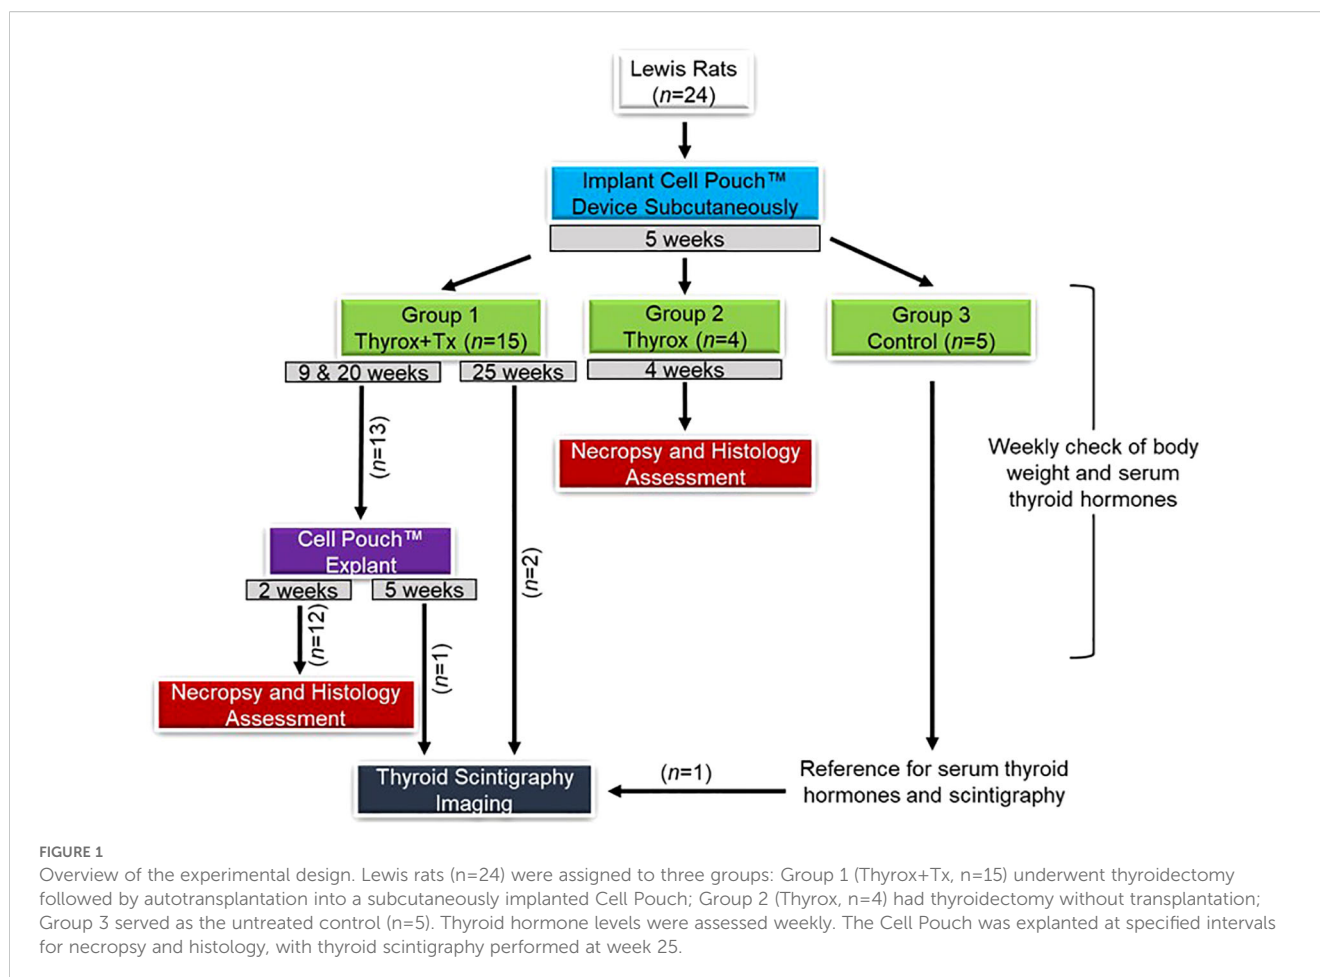 Lewis Rats
(n=24)
Implant Cell Pouch™
Device Subcutaneously
5 weeks
Group 1
Thyrox+Tx (n=15)
Group 2
Thyrox (n=4)
Group 3
Control (n=5)
9 & 20 weeks
25 weeks
4 weeks
(n=13)
Necropsy and Histology
Assessment
Weekly check of body
weight and serum
thyroid hormones
Cell Pouch™
Explant
(n=2)
2 weeks
5 weeks
(n=12)
(n=1)
Necropsy and Histology
Assessment
Thyroid Scintigraphy
Imaging
(n=1)
Reference for serum thyroid
hormones and scintigraphy
FIGURE 1
Overview of the experimental design. Lewis rats (n=24) were assigned to three groups: Group 1 (Thyrox+Tx, n=15) underwent thyroidectomy
followed by autotransplantation into a subcutaneously implanted Cell Pouch; Group 2 (Thyrox, n=4) had thyroidectomy without transplantation;
Group 3 served as the untreated control (n=5). Thyroid hormone levels were assessed weekly. The Cell Pouch was explanted at specified intervals
for necropsy and histology, with thyroid scintigraphy performed at week 25.